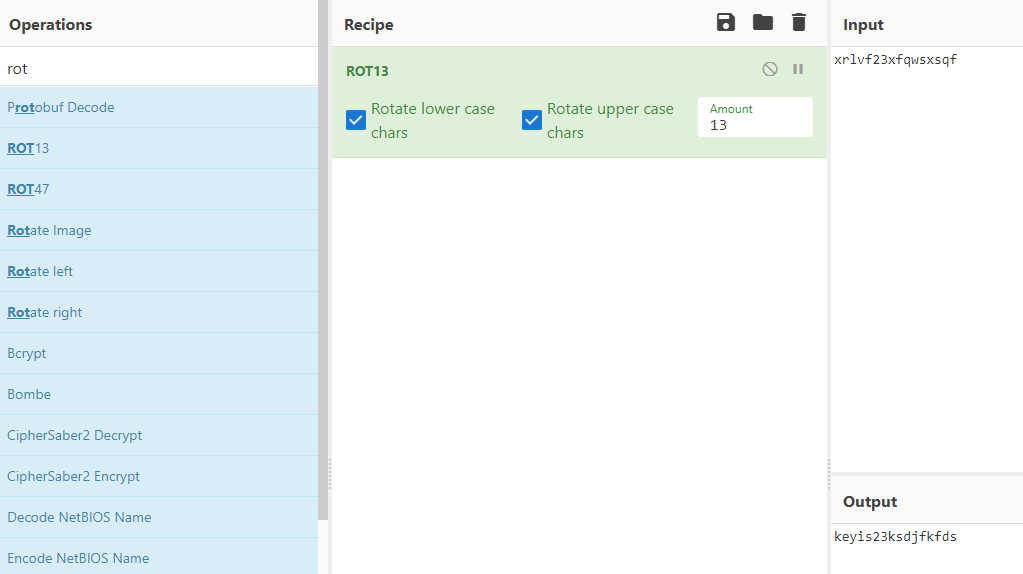 Operations
rot
Protobuf Decode
ROT13
ROT47
Rotate Image
Rotate left
Rotate right
Bcrypt
Bombe
CipherSaber2 Decrypt
CipherSaber2 Encrypt
Decode NetBIOS Name
Encode NetBIOS Name
Recipe
ROT13
Rotate lower case
chars
Rotate upper case
chars
Amount
13
Input
xrlvf23xfqwsxsqf
Output
keyis23ksdjfkfds